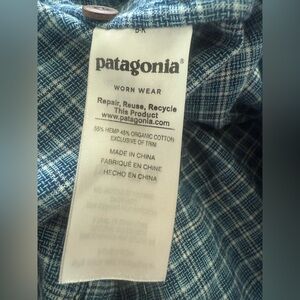 patagonia®
WORN WEAR
Repair, Reuse, Recycle
This Product
www.patagonia.com
55% HEMP 45% ORGANIC COTTON
EXCLUSIVE OF TRIM
MADE IN CHINA
FABRIQUÉ EN CHINE
HECHO EN CHINA